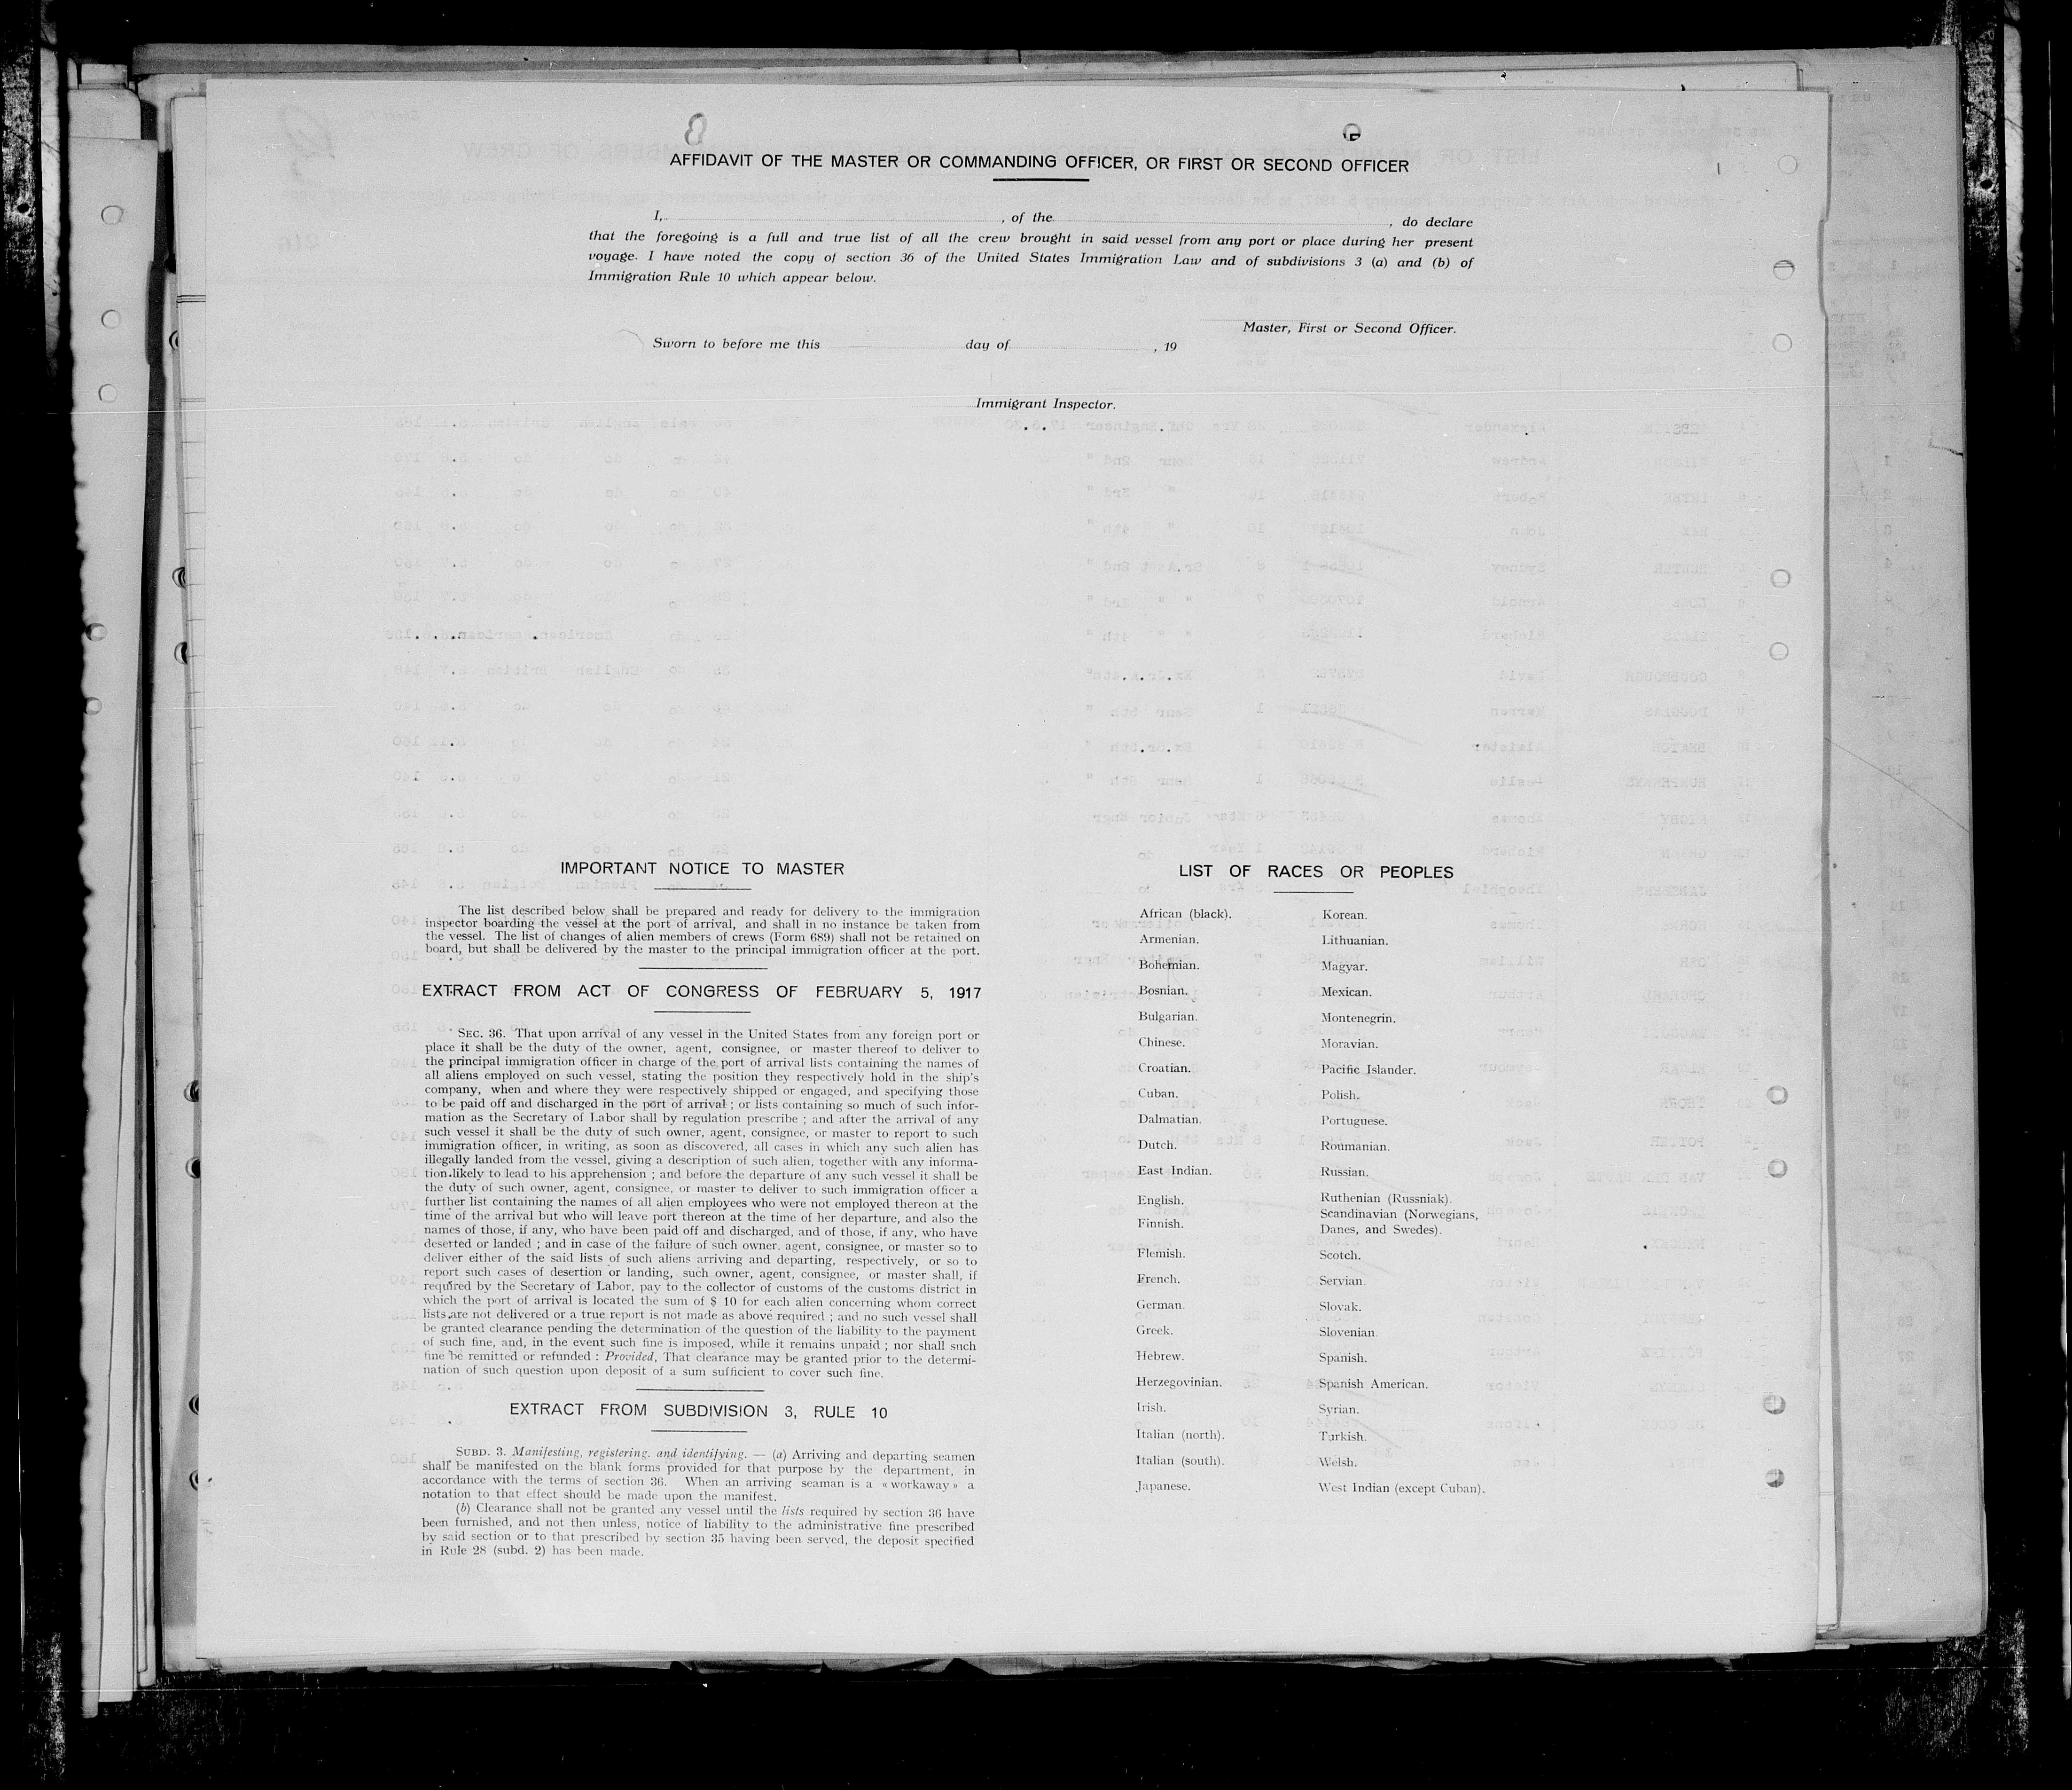 8
AFFIDAVIT OF THE MASTER OR COMMANDING OFFICER, OR FIRST OR SECOND OFFICER
I, , of the , do declare
that the foregoing is a full and true list of all the crew brought in said vessel from any port or place during her present
voyage. I have noted the copy of section 36 of the United States Immigration Law and of subdivisions 3 (a) and (b) of
Immigration Rule 10 which appear below.
Master, First or Second Officer.
Sworn to before me this day of , 19
Immigrant Inspector.
IMPORTANT NOTICE TO MASTER
The list described below shall be prepared and ready for delivery to the immigration
inspector boarding the vessel at the port of arrival, and shall in no instance be taken from
the vessel. The list of changes of alien members of crews (Form 689) shall not be retained on
board, but shall be delivered by the master to the principal immigration officer at the port.
EXTRACT FROM ACT OF CONGRESS OF FEBRUARY 5, 1917
SEC. 36. That upon arrival of any vessel in the United States from any foreign port or
place it shall be the duty of the owner, agent, consignee, or master thereof to deliver to
the principal immigration officer in charge of the port of arrival lists containing the names of
all aliens employed on such vessel, stating the position they respectively hold in the ship's
company, when and where they were respectively shipped or engaged, and specifying those
to be paid off and discharged in the port of arrival ; or lists containing so much of such infor-
mation as the Secretary of Labor shall by regulation prescribe ; and after the arrival of any
such vessel it shall be the duty of such owner, agent, consignee, or master to report to such
immigration officer, in writing, as soon as discovered, all cases in which any such alien has
illegally landed from the vessel, giving a description of such alien, together with any informa-
tion likely to lead to his apprehension ; and before the departure of any such vessel it shall be
the duty of such owner, agent, consignee, or master to deliver to such immigration officer a
further list containing the names of all alien employees who were not employed thereon at the
time of the arrival but who will leave port thereon at the time of her departure, and also the
names of those, if any, who have been paid off and discharged, and of those, if any, who have
deserted or landed ; and in case of the failure of such owner. agent, consignee, or master so to
deliver either of the said lists of such aliens arriving and departing, respectively, or so to
report such cases of desertion or landing, such owner, agent, consignee, or master shall, if
required by the Secretary of Labor, pay to the collector of customs of the customs district in
which the port of arrival is located the sum of $ 10 for each alien concerning whom correct
lists are not delivered or a true report is not made as above required ; and no such vessel shall
be granted clearance pending the determination of the question of the liability to the payment
of such fine, and, in the event such fine is imposed, while it remains unpaid ; nor shall such
fine be remitted or refunded : Provided, That clearance may be granted prior to the determi-
nation of such question upon deposit of a sum sufficient to cover such fine.
EXTRACT FROM SUBDIVISION 3, RULE 10
SUBD. 3. Manifesting, registering, and identifying. — (a) Arriving and departing seamen
shall be manifested on the blank forms provided for that purpose by the department, in
accordance with the terms of section 36. When an arriving seaman is a « workaway » a
notation to that effect should be made upon the manifest.
(b) Clearance shall not be granted any vessel until the lists required by section 36 have
been furnished, and not then unless, notice of liability to the administrative fine prescribed
by said section or to that prescribed by section 35 having been served, the deposit specified
in Rule 28 (subd. 2) has been made.
LIST OF RACES OR PEOPLES
African (black).
Armenian.
Bohemian.
Bosnian.
Bulgarian.
Chinese.
Croatian.
Cuban.
Dalmatian.
Dutch.
East Indian.
English.
Finnish.
Flemish.
French.
German.
Greek.
Hebrew.
Herzegovinian.
Irish.
Italian (north).
Italian (south).
Japanese.
Korean.
Lithuanian.
Magyar.
Mexican.
Montenegrin.
Moravian.
Pacific Islander.
Polish.
Portuguese.
Roumanian.
Russian.
Ruthenian (Russniak).
Scandinavian (Norwegians,
Danes, and Swedes).
Scotch.
Servian.
Slovak.
Slovenian.
Spanish.
Spanish American.
Syrian.
Turkish.
Welsh.
West Indian (except Cuban).